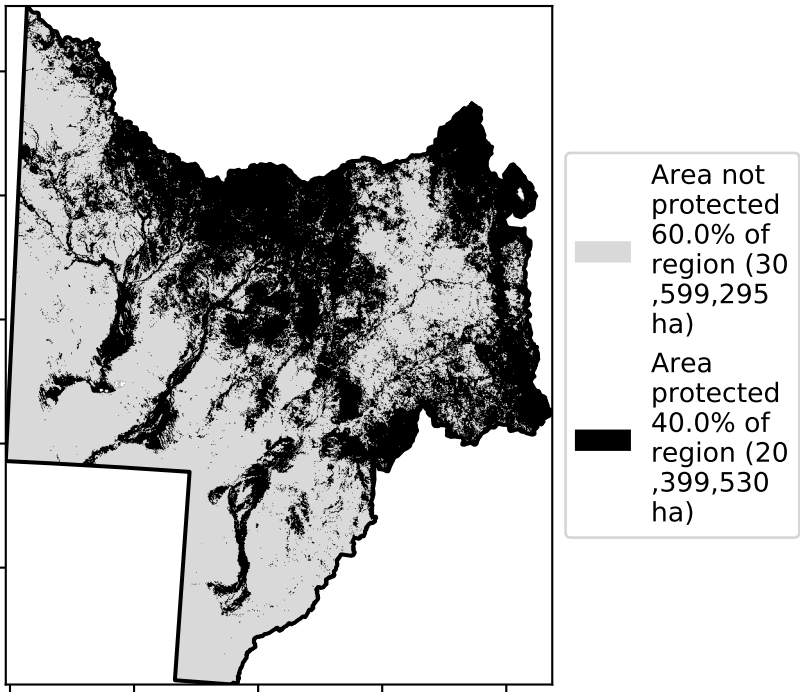 Area not
protected
60.0% of
region (30
,599,295
ha)
Area
protected
40.0% of
region (20
,399,530
ha)